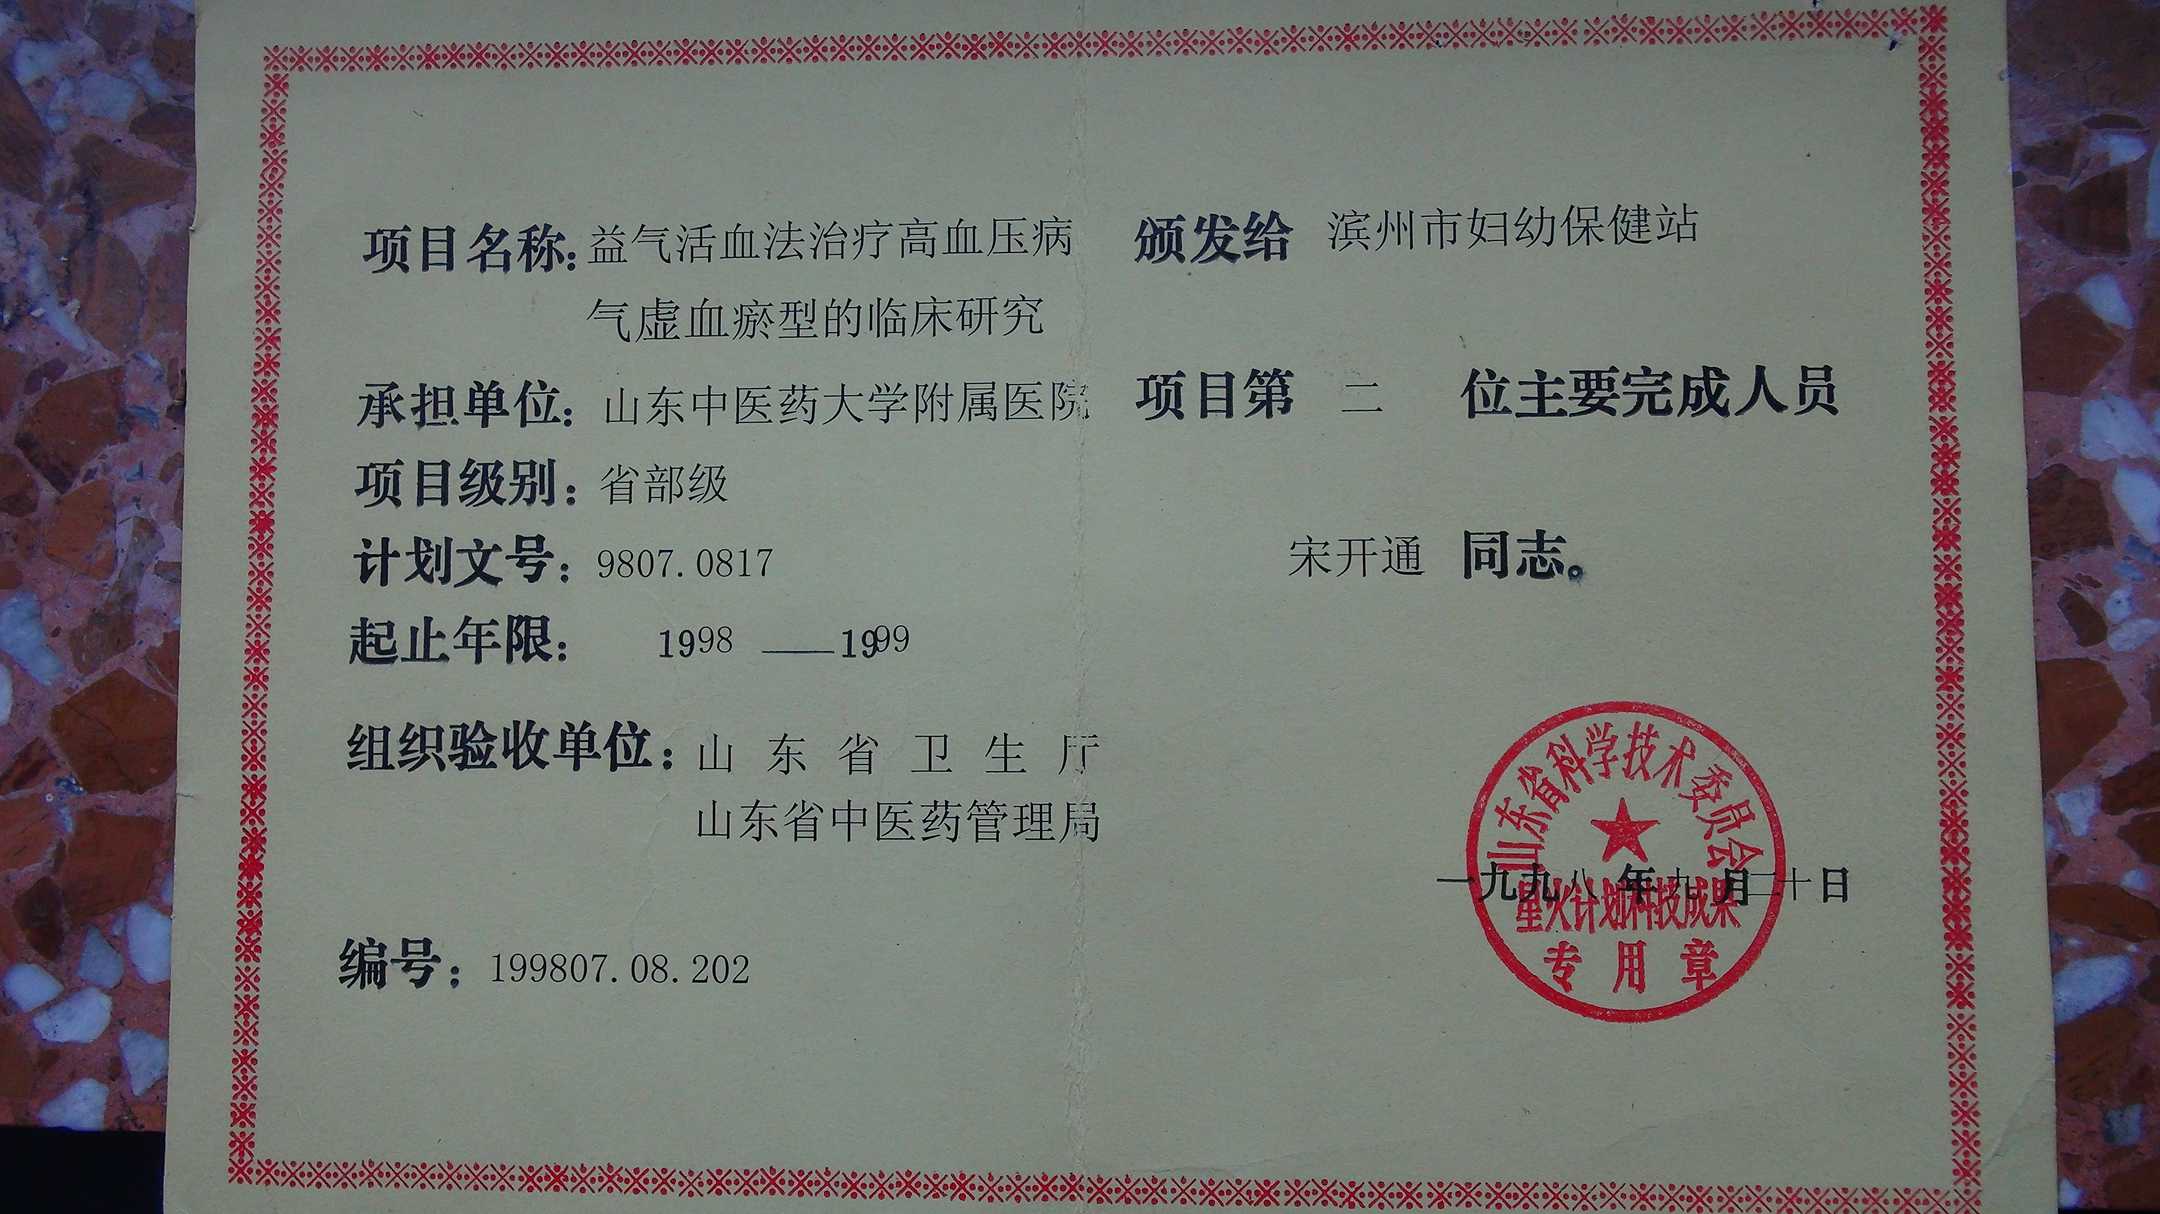 项目名称:益气活血法治疗高血压病
气虚血瘀型的临床研究
承担单位:山东中医药大学附属医院
项目级别:省部级
计划文号:9807.0817
起止年限: 1998 ——1999
组织验收单位:山东省卫生厅
山东省中医药管理局
编号:199807.08.202
颁发给 滨州市妇幼保健站
项目第 二 位主要完成人员
宋开通 同志。
山东省科学技术委员会
一九九八年九月二十日
星火计划科技成果
专用章